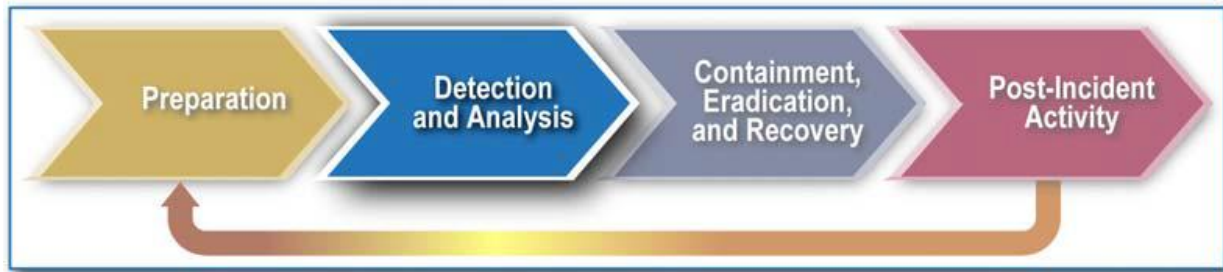 Preparation
Detection
and Analysis
Containment,
Eradication,
and Recovery
Post-Incident
Activity